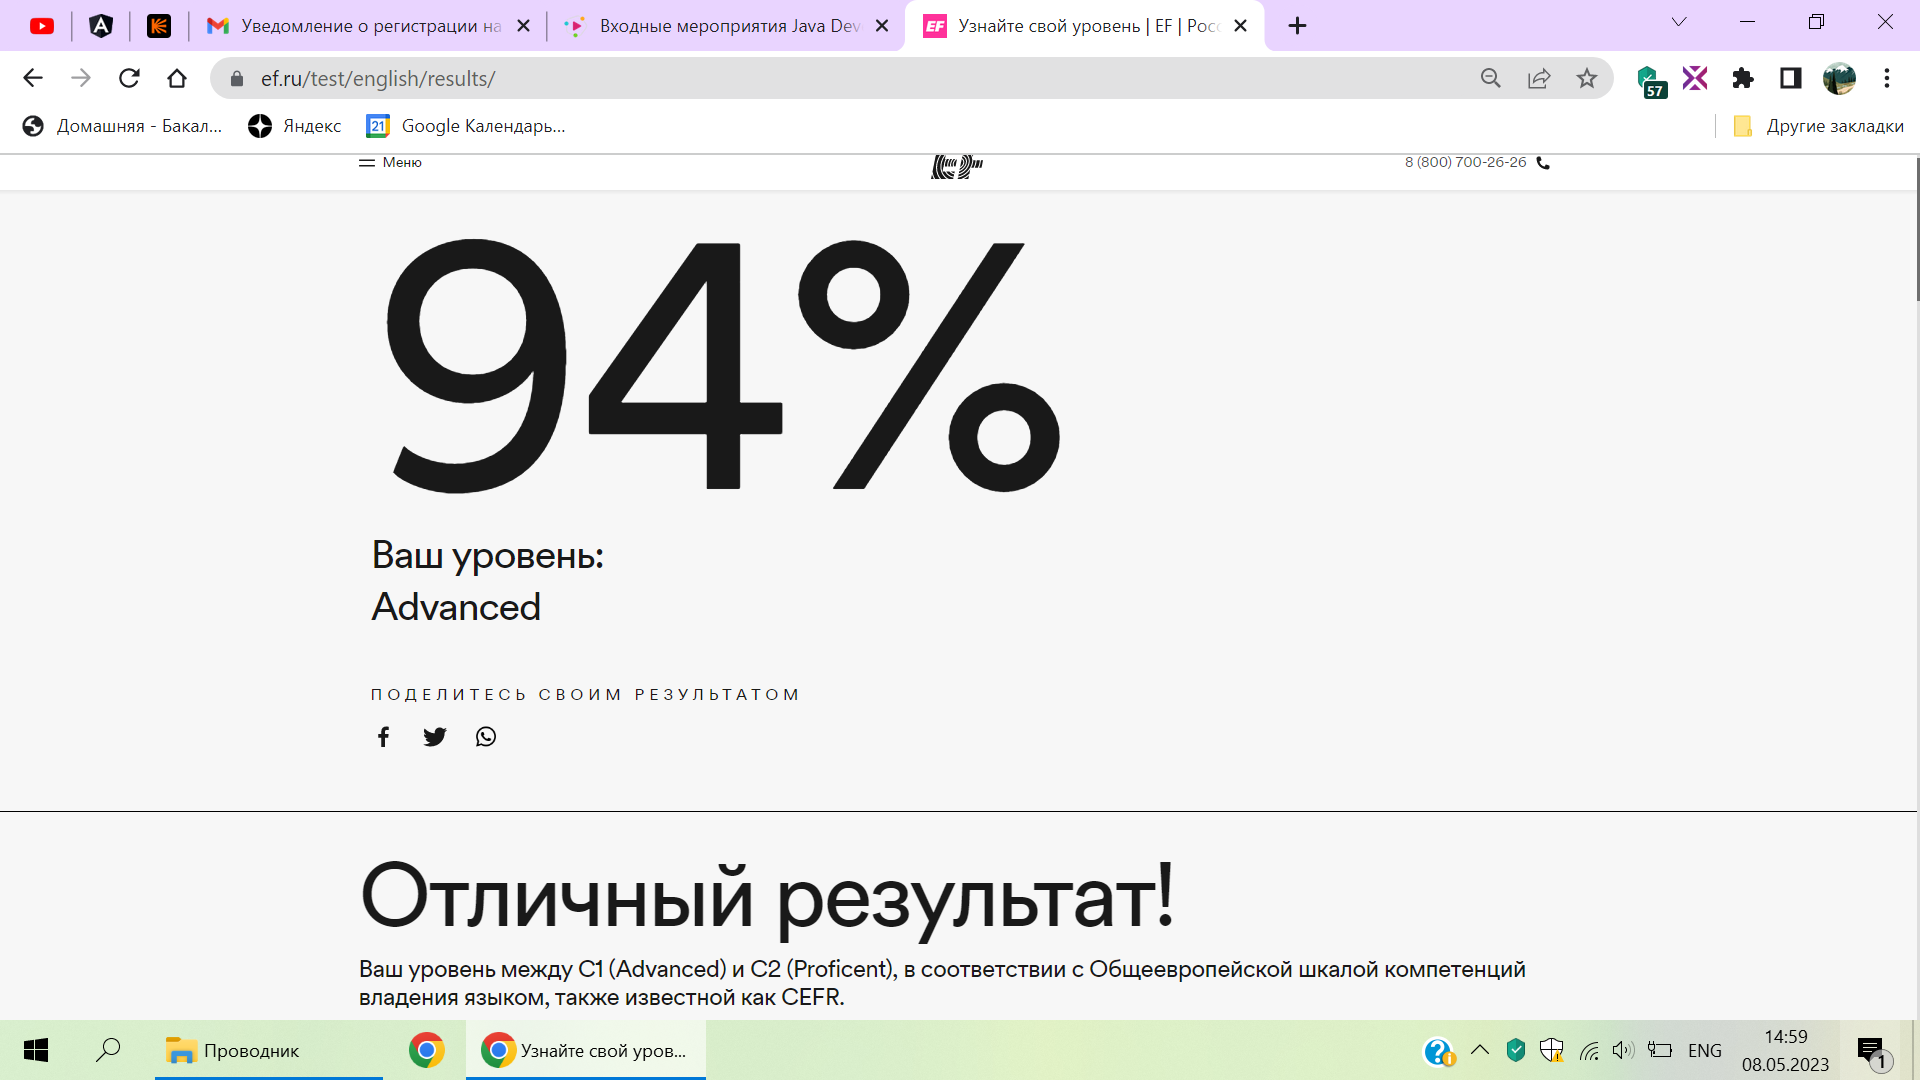 Уведомление о регистрации на
Входные мероприятия Java Dev
EF
Узнайте свой уровень | EF | Росс
ef.ru/test/english/results/
57
Домашняя - Бакал...
Яндекс
21
Google Календарь...
Другие закладки
Меню
EF
8 (800) 700-26-26
94%
Ваш уровень:
Advanced
ПОДЕЛИТЕСЬ СВОИМ РЕЗУЛЬТАТОМ
Отличный результат!
Ваш уровень между C1 (Advanced) и C2 (Proficent), в соответствии с Общеевропейской шкалой компетенций
владения языком, также известной как CEFR.
Проводник
Узнайте свой уров...
ENG
14:59
08.05.2023
1